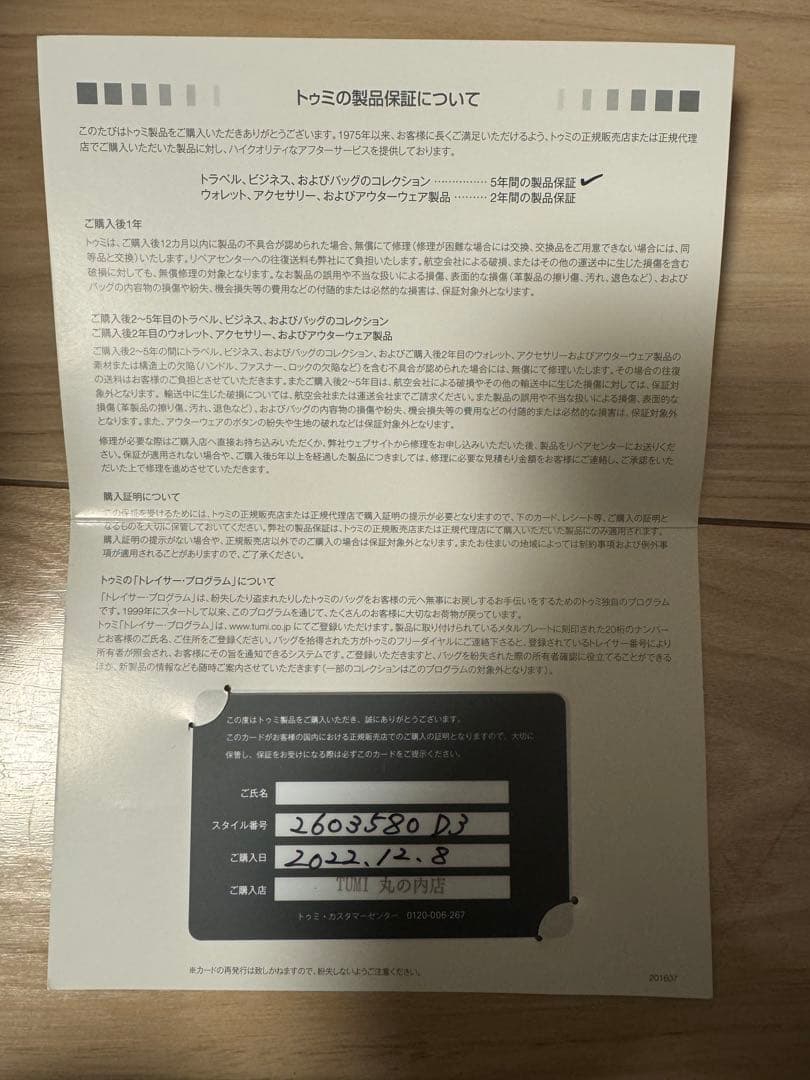 トゥミの製品保証について
このたびはトゥミ製品をご購入いただきありがとうございます。1975年以来、お客様に長くご満足いただけるよう、トゥミの正規販売店または正規代理
店でご購入いただいた製品に対し、ハイクオリティなアフターサービスを提供しております。
トラベル、ビジネス、およびバッグのコレクション ............... 5年間の製品保証 ✓
ウォレット、アクセサリー、およびアウターウェア製品 ......... 2年間の製品保証
ご購入後1年
トゥミは、ご購入後12カ月以内に製品の不具合が認められた場合、無償にて修理(修理が困難な場合には交換、交換品をご用意できない場合には、同
等品と交換)いたします。リペアセンターへの往復送料も弊社にて負担いたします。航空会社による破損、またはその他の運送中に生じた損傷を含む
破損に対しても、無償修理の対象となります。なお製品の誤用や不当な扱いによる損傷、表面的な損傷(革製品の擦り傷、汚れ、退色など)、および
バッグの内容物の損傷や紛失、機会損失等の費用などの付随的または必然的な損害は、保証対象外となります。
ご購入後2～5年目のトラベル、ビジネス、およびバッグのコレクション
ご購入後2年目のウォレット、アクセサリー、およびアウターウェア製品
ご購入後2～5年の間にトラベル、ビジネス、およびバッグのコレクション、およびご購入後2年目のウォレット、アクセサリーおよびアウターウェア製品の
素材または構造上の欠陥(ハンドル、ファスナー、ロックの欠陥など)を含む不具合が認められた場合には、無償にて修理いたします。その場合の往復
の送料はお客様のご負担とさせていただきます。またご購入後2～5年目は、航空会社による破損やその他の輸送中に生じた損傷に対しては、保証対
象外となります。 輸送中に生じた破損については、航空会社または運送会社までご請求ください。また製品の誤用や不当な扱いによる損傷、表面的な
損傷(革製品の擦り傷、汚れ、退色など)、およびバッグの内容物の損傷や紛失、機会損失等の費用などの付随的または必然的な損害は、保証対象外と
なります。また、アウターウェアのボタンの紛失や生地の破れなどは保証対象外となります。
修理が必要な際はご購入店へ直接お持ち込みいただくか、弊社ウェブサイトから修理をお申し込みいただいた後、製品をリペアセンターにお送りくだ
さい。保証が適用されない場合や、ご購入後5年以上を経過した製品につきましては、修理に必要な見積もり金額をお客様にご連絡し、ご承諾をいた
だいた上で修理を進めさせていただきます。
購入証明について
この保証を受けるためには、トゥミの正規販売店または正規代理店で購入証明の提示が必要となりますので、下のカード、レシート等、ご購入の証明と
なるものを大切に保管しておいてください。弊社の製品保証は、トゥミの正規販売店または正規代理店にて購入いただいた製品にのみ適用されます。
購入証明の提示がない場合や、正規販売店以外でのご購入の場合は保証対象外となります。またお住まいの地域によっては制約事項および例外事
項が適用されることがありますので、ご了承ください。
トゥミの「トレイサー・プログラム」について
「トレイサー・プログラム」は、紛失したり盗まれたりしたトゥミのバッグをお客様の元へ無事にお戻しするお手伝いをするためのトゥミ独自のプログラム
です。1999年にスタートして以来、このプログラムを通じて、たくさんのお客様に大切なお荷物が戻っています。
トゥミ「トレイサー・プログラム」は、www.tumi.co.jp にてご登録いただけます。製品に取り付けられているメタルプレートに刻印された20桁のナンバー
とお客様のご氏名、ご住所をご登録ください。バッグを拾得された方がトゥミのフリーダイヤルにご連絡下さると、登録されているトレイサー番号により
所有者が照会され、お客様にその旨を通知できるシステムです。ご登録いただきますと、バッグを紛失された際の所有者確認に役立てることができる
ほか、新製品の情報なども随時ご案内させていただきます(一部のコレクションはこのプログラムの対象外となります)。
この度はトゥミ製品をご購入いただき、誠にありがとうございます。
このカードがお客様の国内における正規販売店でのご購入の証明となりますので、大切に
保管し、保証をお受けになる際は必ずこのカードをご提示ください。
ご氏名
スタイル番号 2603580 D3
ご購入日 2022.12.8
ご購入店 TUMI 丸の内店
トゥミ・カスタマーセンター 0120-006-267
※カードの再発行は致しかねますので、紛失しないようご注意ください。
201607